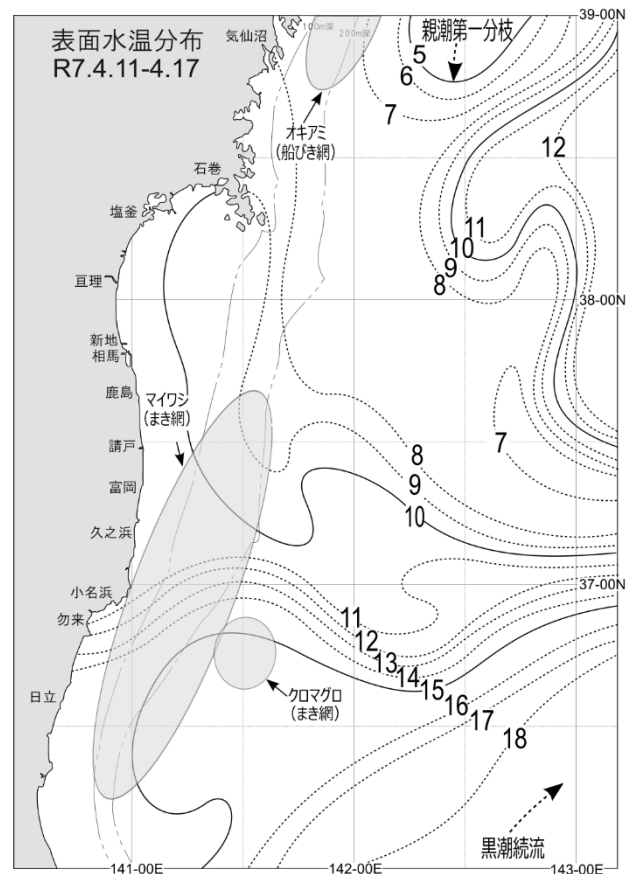 表面水温分布
R7.4.11-4.17
気仙沼
100m深
200m深
親潮第一分枝
39-00N
5
6
7
オキアミ
(船びき網)
12
石巻
塩釜
11
10
9
8
亘理
38-00N
新地
相馬
鹿島
マイワシ
(まき網)
7
請戸
8
富岡
9
10
久之浜
37-00N
小名浜
勿来
11
12
13
14
15
16
17
18
日立
クロマグロ
(まき網)
黒潮続流
141-00E
142-00E
143-00E